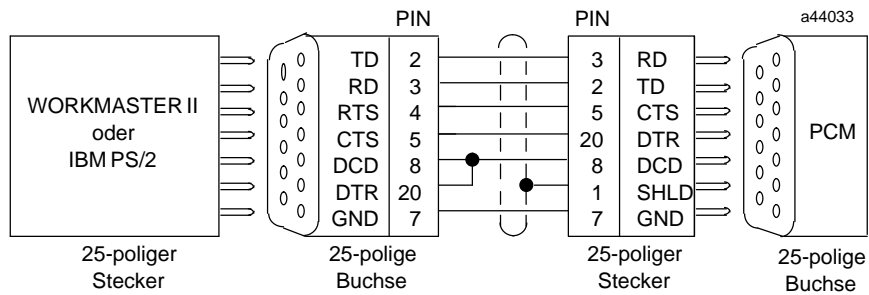 PIN PIN a44033
WORKMASTER II
oder
IBM PS/2
TD 2 3 RD
RD 3 2 TD
RTS 4 5 CTS
CTS 5 20 DTR
DCD 8 8 DCD
DTR 20 1 SHLD
GND 7 7 GND
PCM
25-poliger
Stecker
25-polige
Buchse
25-poliger
Stecker
25-polige
Buchse